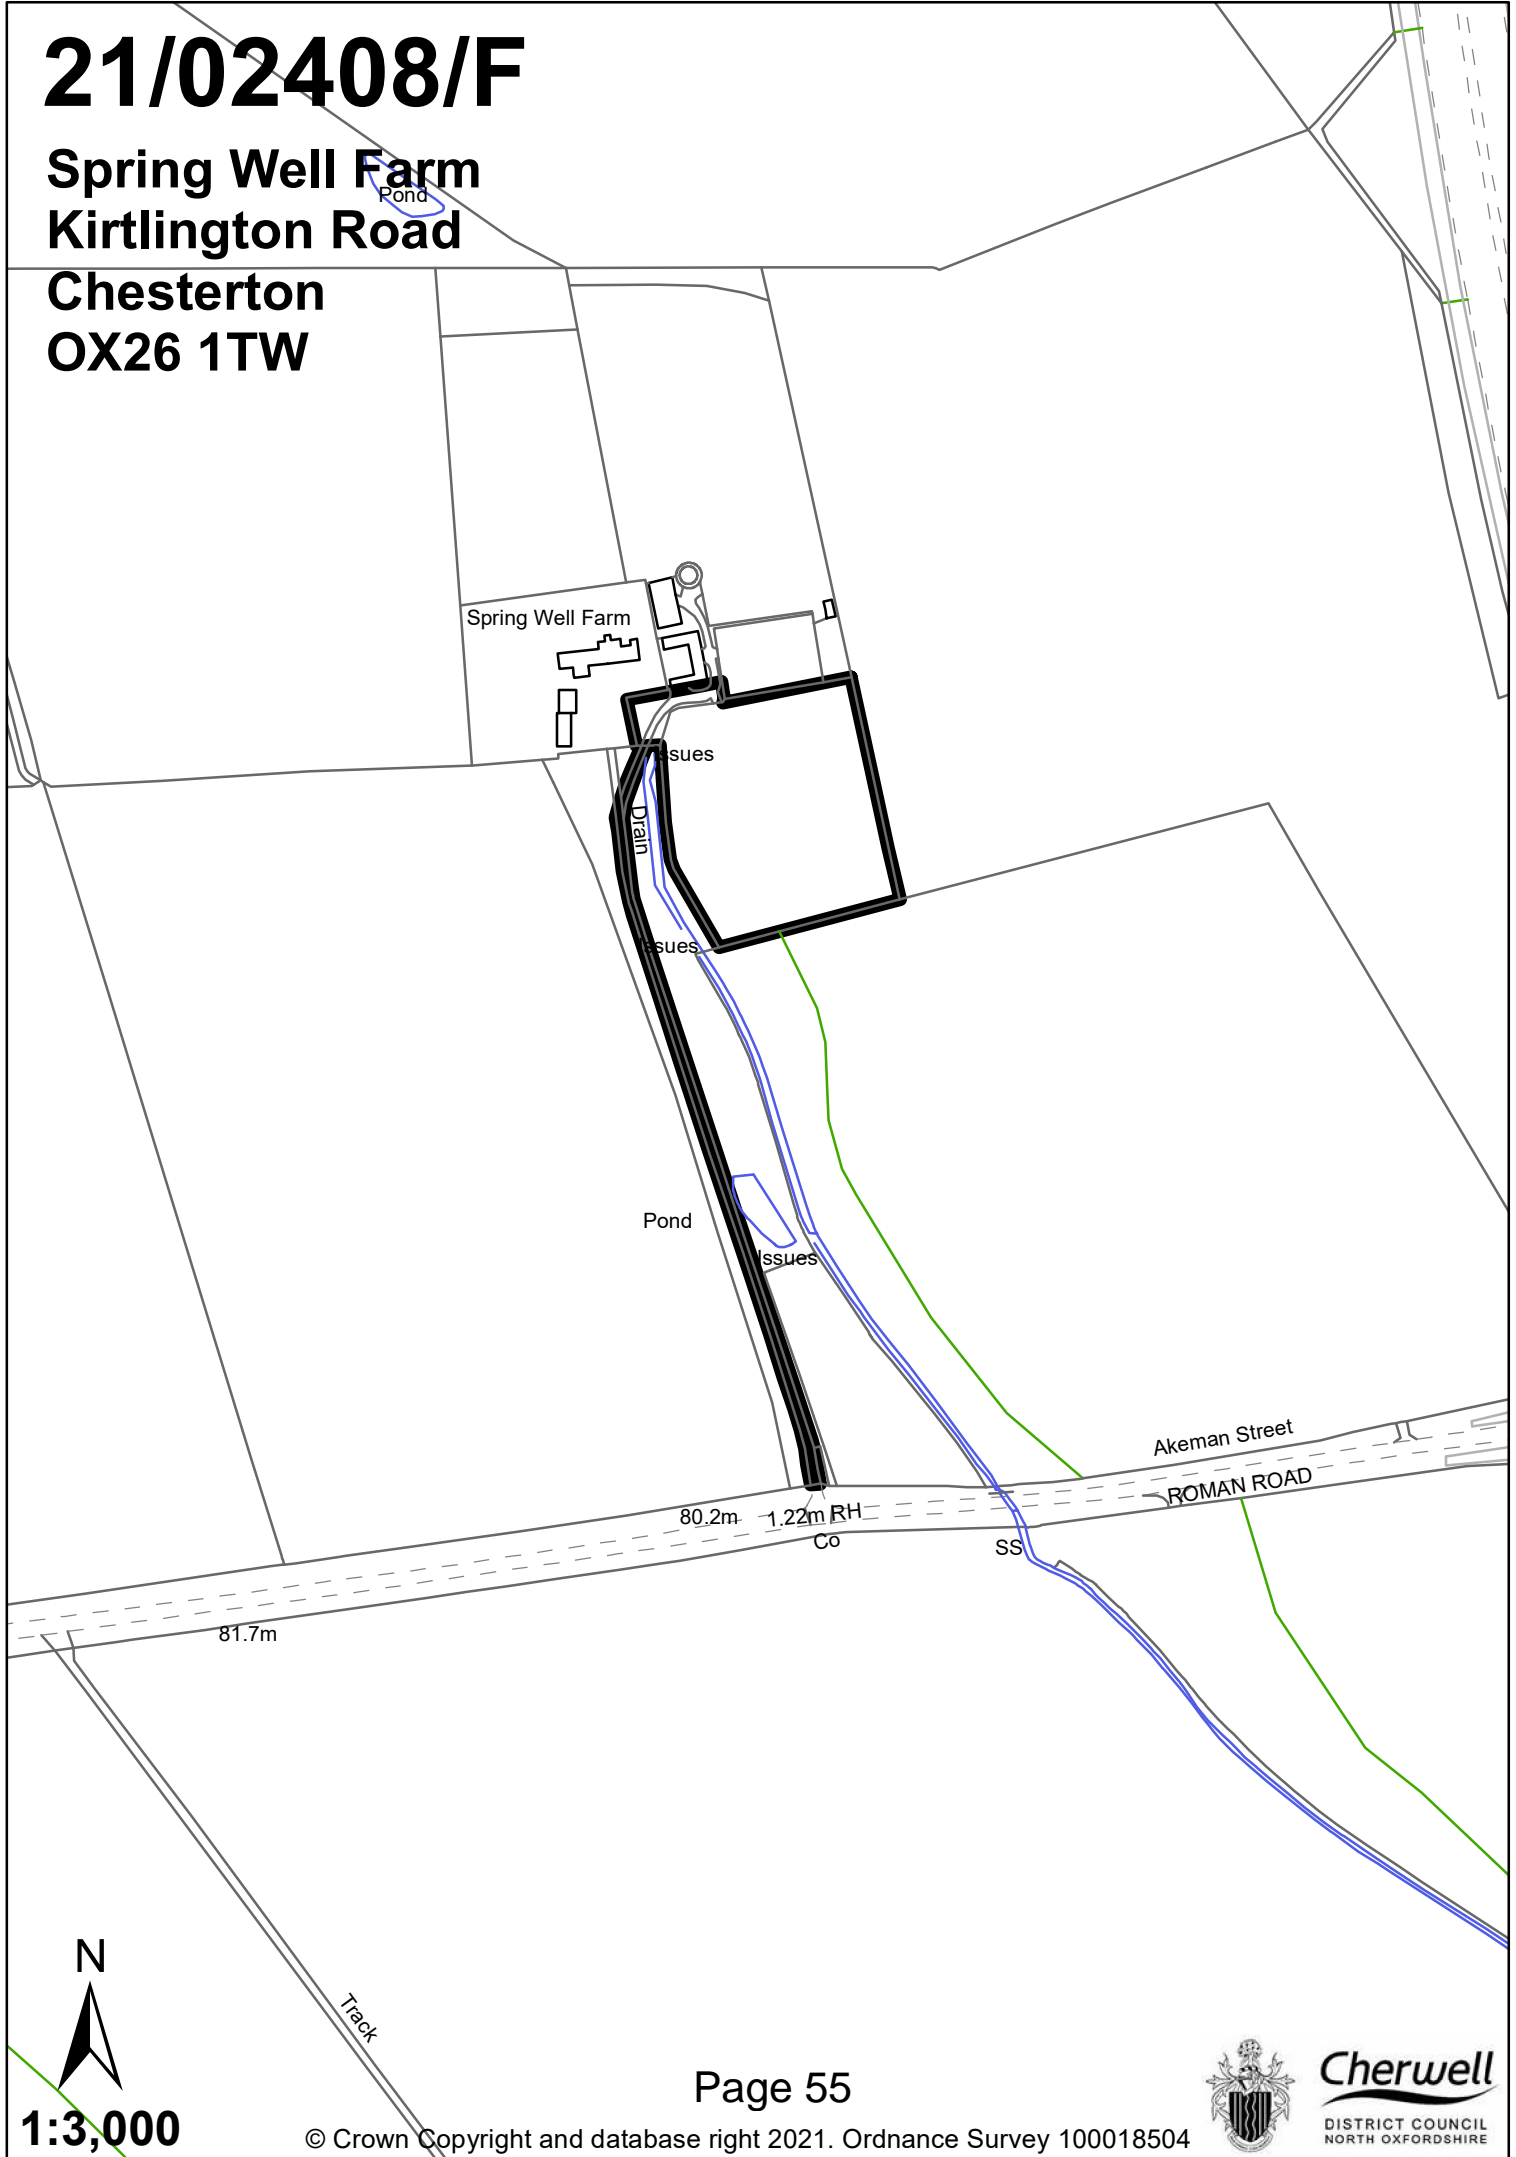 21/02408/F
Spring Well Farm
Pond
Kirtlington Road
Chesterton
OX26 1TW
Spring Well Farm
Issues
Drain
Issues
Pond
Issues
Akeman Street
ROMAN ROAD
80.2m
1.22m RH
Co
SS
81.7m
Track
N
1:3,000
Page 55
© Crown Copyright and database right 2021. Ordnance Survey 100018504
Cherwell
DISTRICT COUNCIL
NORTH OXFORDSHIRE